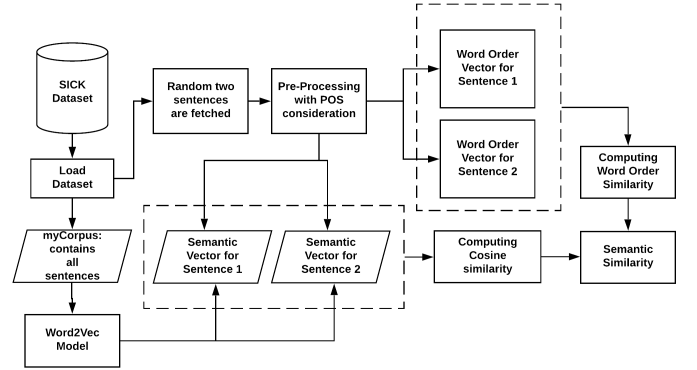 SICK
Dataset
Load
Dataset
myCorpus:
contains
all
sentences
Word2Vec
Model
Random two
sentences
are fetched
Pre-Processing
with POS
consideration
Word Order
Vector for
Sentence 1
Word Order
Vector for
Sentence 2
Semantic
Vector for
Sentence 1
Semantic
Vector for
Sentence 2
Computing
Cosine
similarity
Computing
Word Order
Similarity
Semantic
Similarity